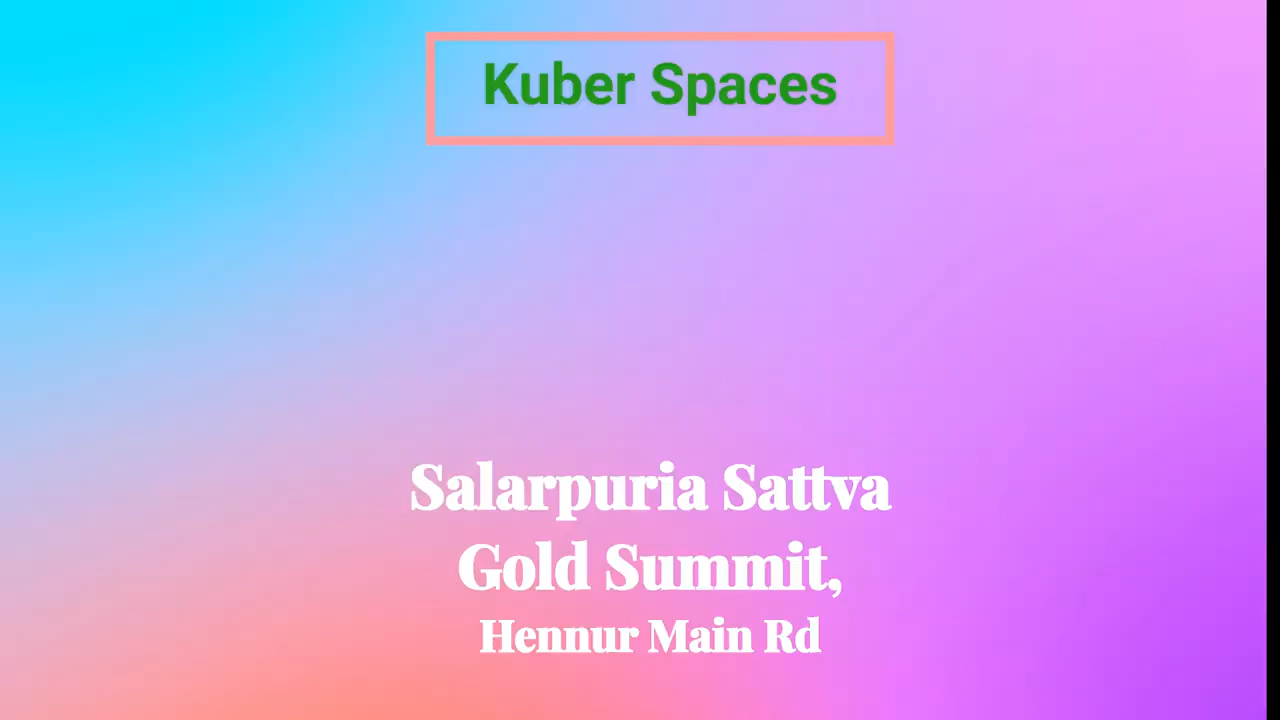 Kuber Spaces
Salarpuria Sattva
Gold Summit,
Hennur Main Rd